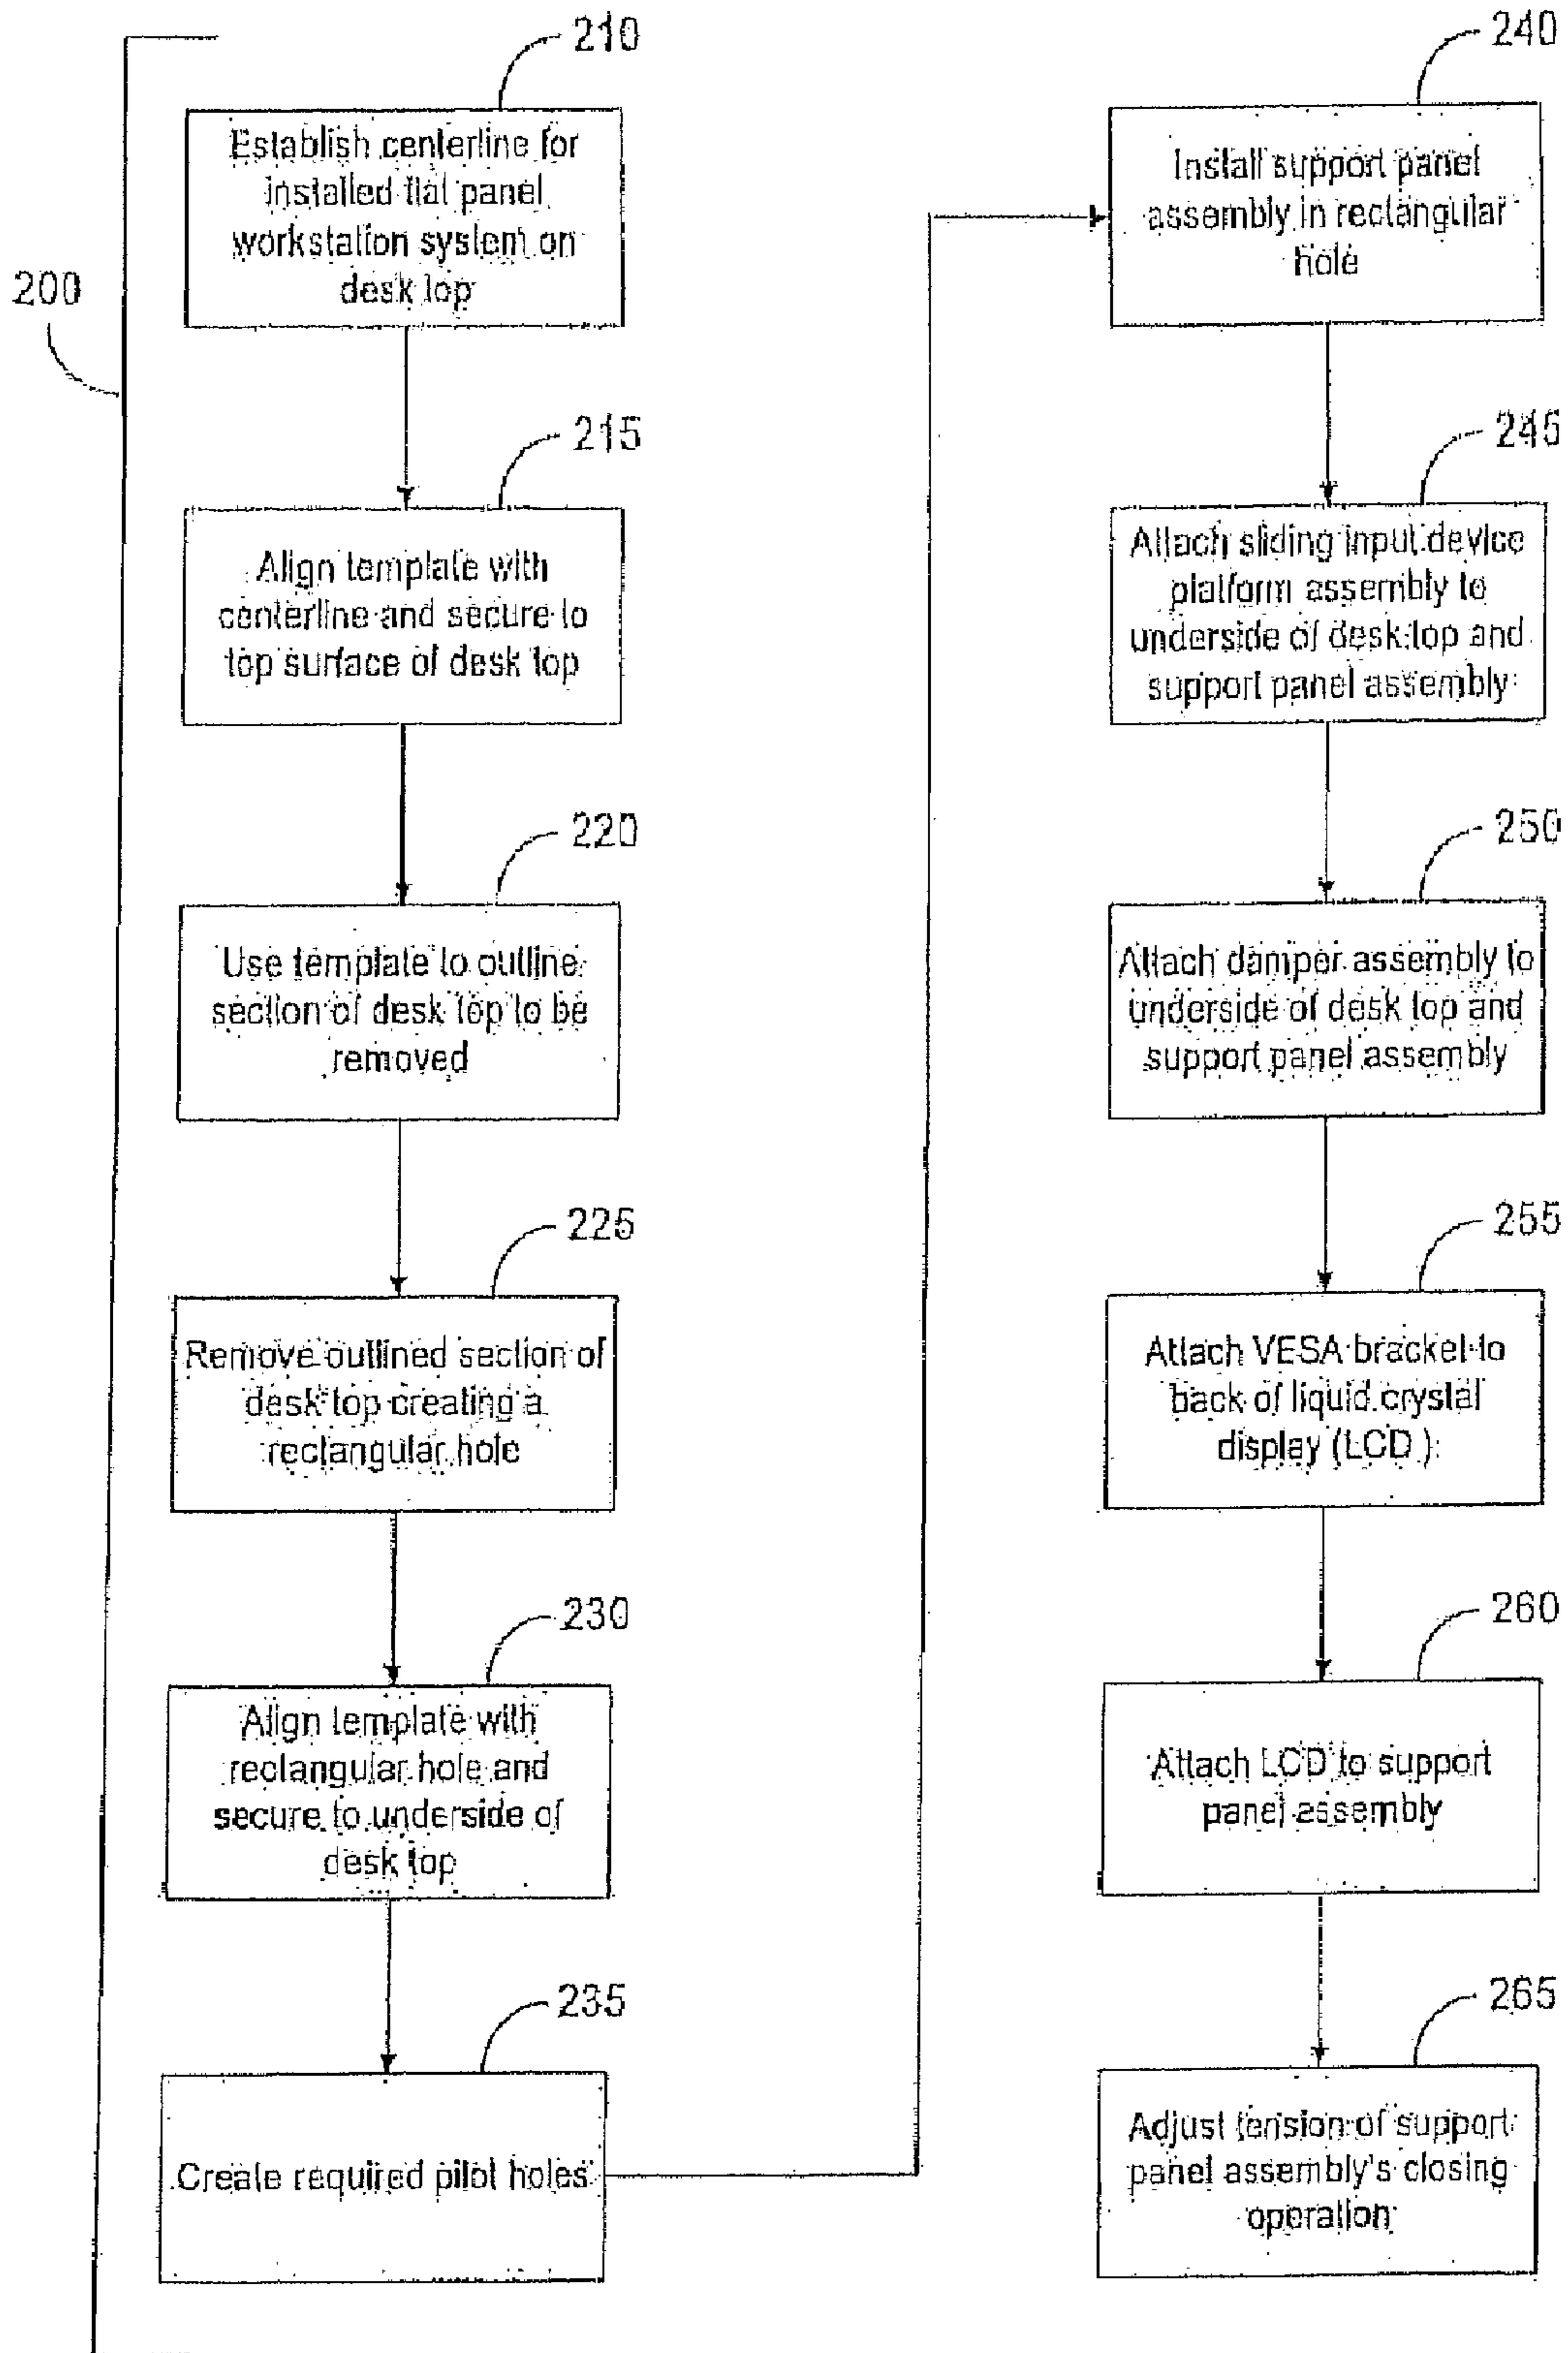 200
210
Establish centerline for
installed flat panel
workstation system on
desk top
215
Align template with
centerline and secure to
top surface of desk top
220
Use template to outline
section of desk top to be
removed
225
Remove outlined section of
desk top creating a
rectangular hole
230
Align template with
rectangular hole and
secure to underside of
desk top
235
Create required pilot holes
240
Install support panel
assembly in rectangular
hole
245
Attach sliding input device
platform assembly to
underside of desk top and
support panel assembly
250
Attach damper assembly to
underside of desk top and
support panel assembly
255
Attach VESA bracket to
back of liquid crystal
display (LCD )
260
Attach LCD to support
panel assembly
265
Adjust tension of support
panel assembly's closing
operation